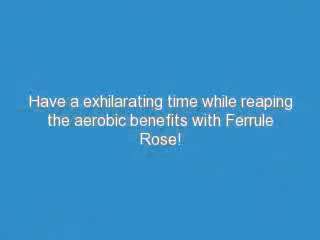 Have a exhilarating time while reaping
the aerobic benefits with Ferrule
Rose!